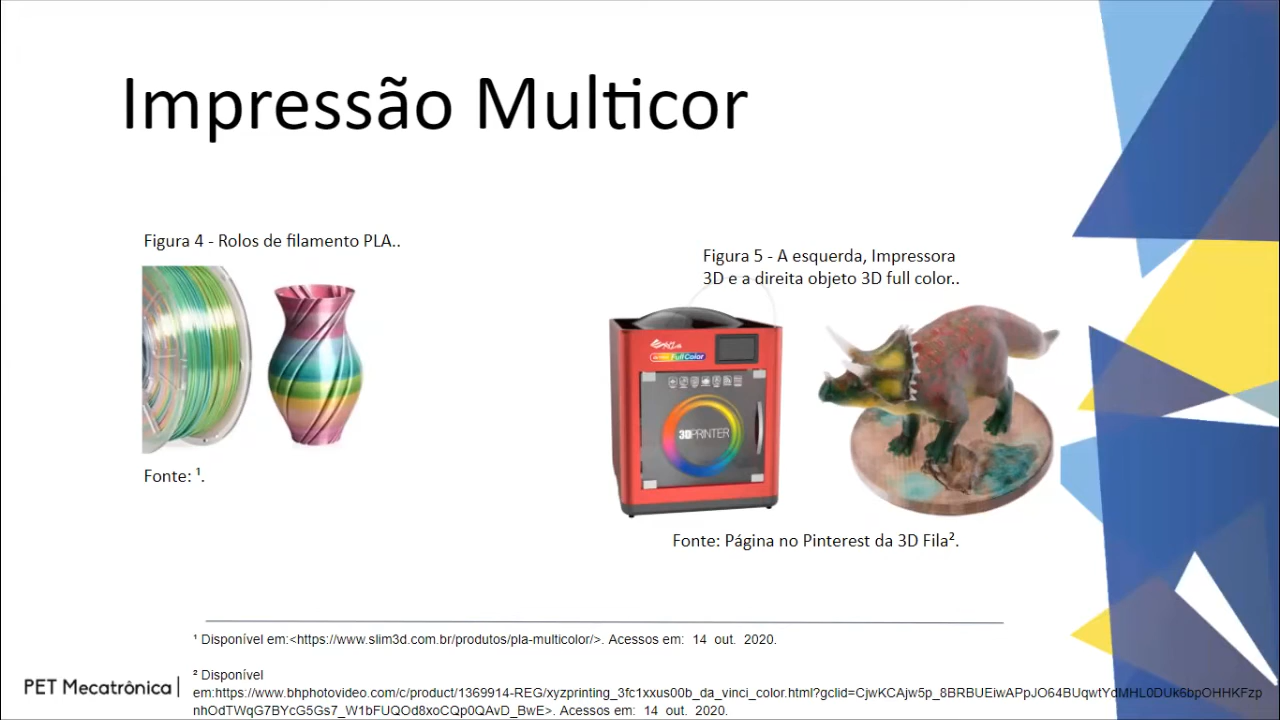 Impressão Multicor
Figura 4 - Rolos de filamento PLA..
Fonte: ¹.
Figura 5 - A esquerda, Impressora
3D e a direita objeto 3D full color..
FullColor
3DPRINTER
Fonte: Página no Pinterest da 3D Fila².
¹ Disponível em:<https://www.slim3d.com.br/produtos/pla-multicolor/>. Acessos em: 14 out. 2020.
² Disponível
em:https://www.bhphotovideo.com/c/product/1369914-REG/xyzprinting_3fc1xxus00b_da_vinci_color.html?gclid=CjwKCAjw5p_8BRBUEiwAPpJO64BUqwtYdMHL0DUk6bpOHHKFzp
nhOdTWqG7BYcG5Gs7_W1bFUQOd8xoCQp0QAvD_BwE>. Acessos em: 14 out. 2020.
PET Mecatrônica